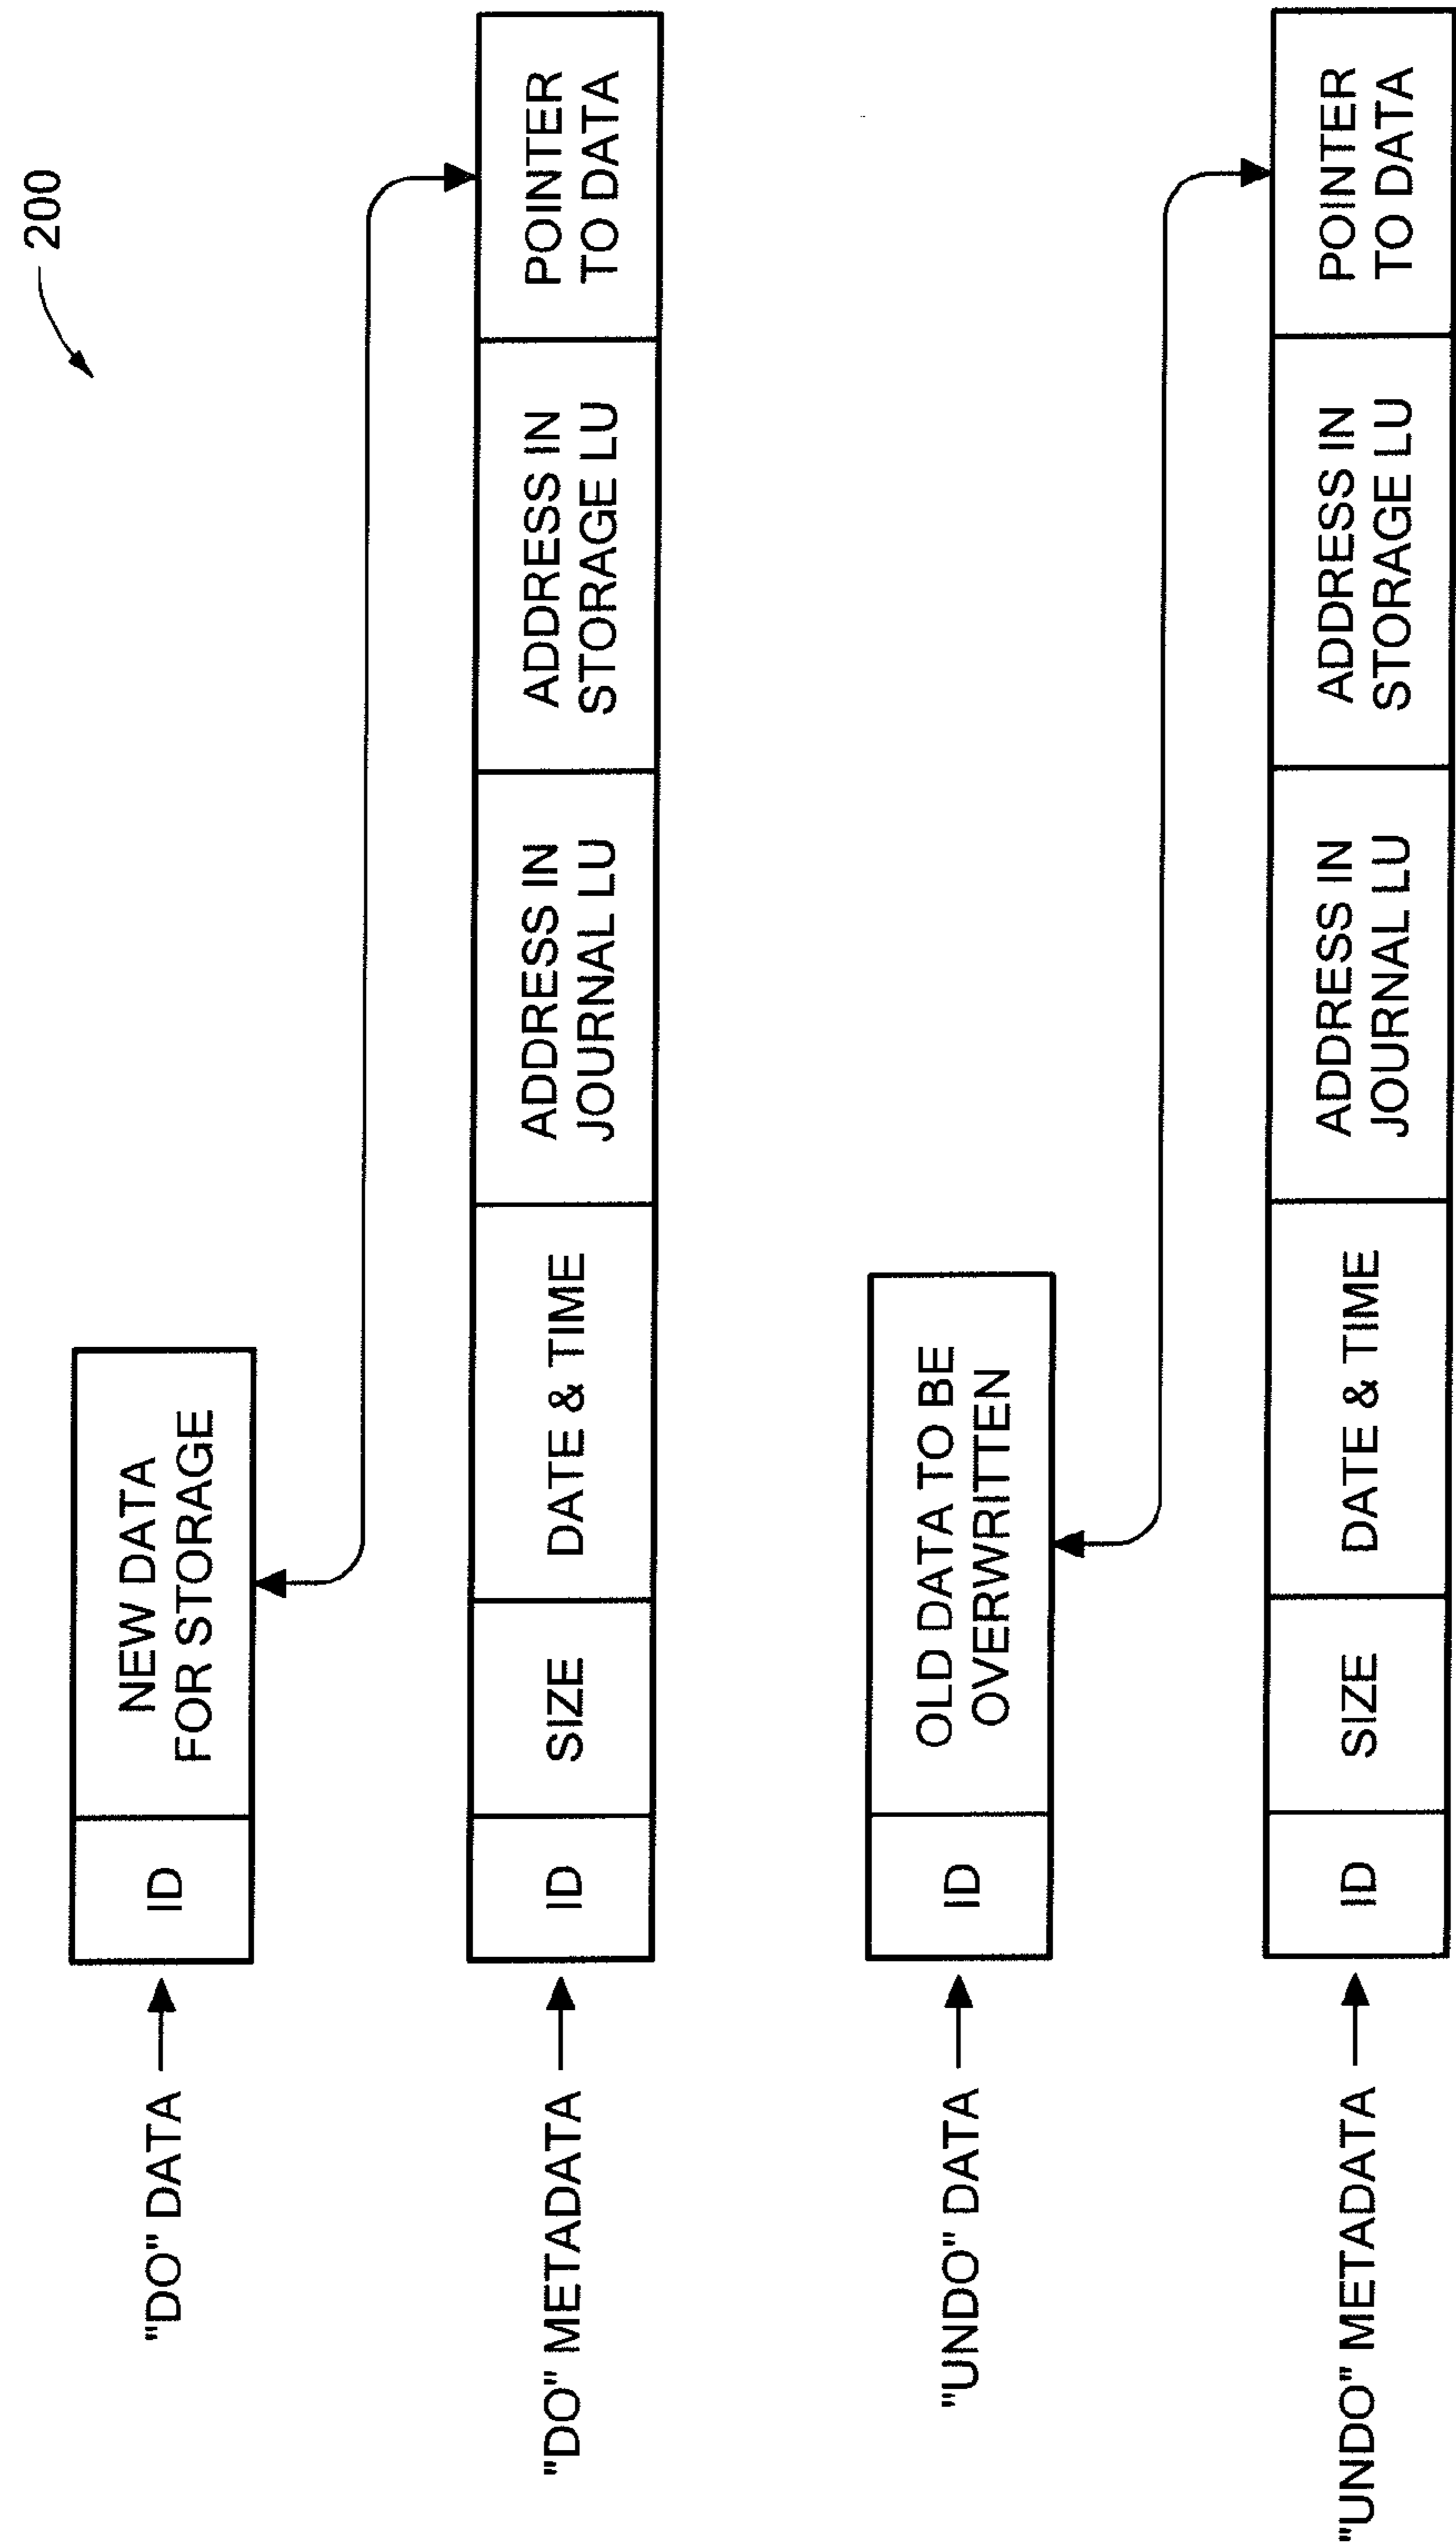 200
"DO" DATA
ID
NEW DATA
FOR STORAGE
"DO" METADATA
ID
SIZE
DATE & TIME
ADDRESS IN
JOURNAL LU
ADDRESS IN
STORAGE LU
POINTER
TO DATA
"UNDO" DATA
ID
OLD DATA TO BE
OVERWRITTEN
"UNDO" METADATA
ID
SIZE
DATE & TIME
ADDRESS IN
JOURNAL LU
ADDRESS IN
STORAGE LU
POINTER
TO DATA